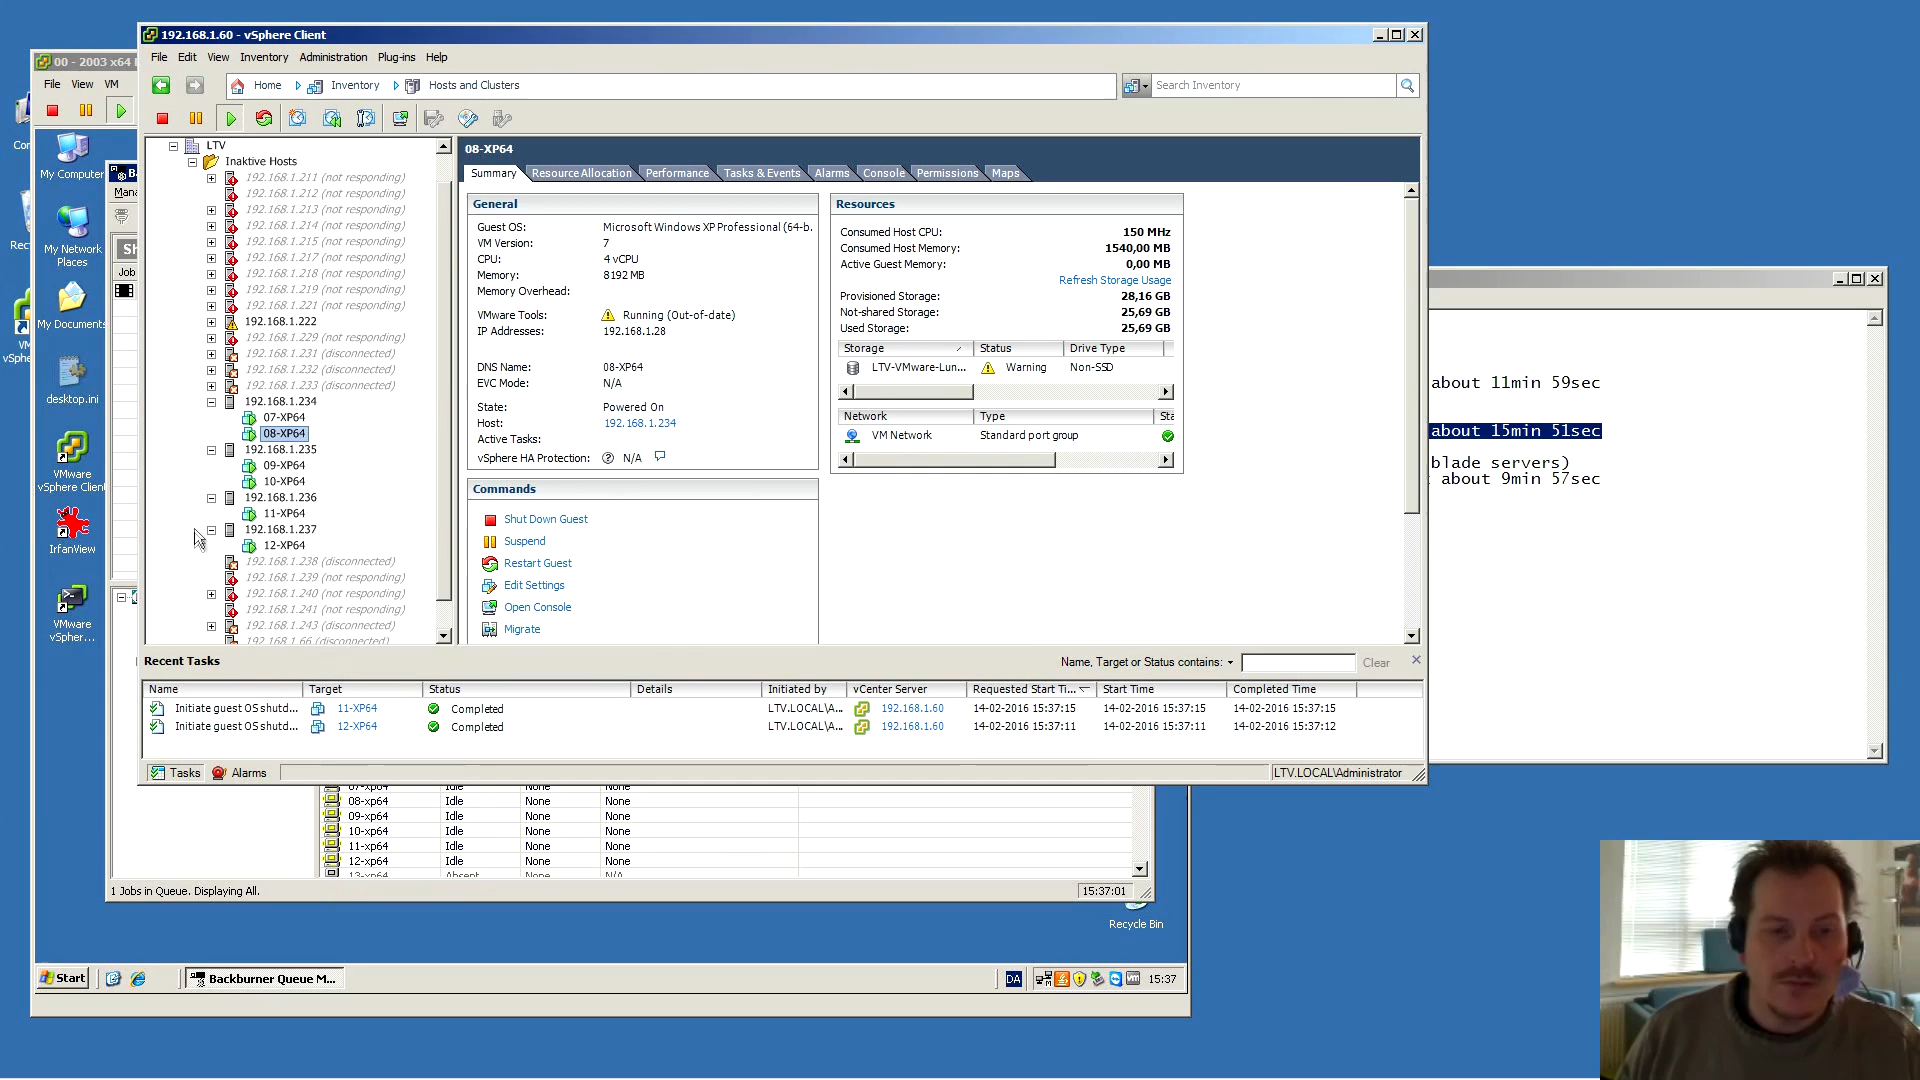 192.168.1.60 - vSphere Client
File Edit View Inventory Administration Plug-ins Help
Home Inventory Hosts and Clusters
Search Inventory
00 - 2003 x64
File View VM
My Computer
My Network Places
My Documents
desktop.ini
VMware vSphere Client
IrfanView
VMware vSpher...
Job
LTV
Inaktive Hosts
192.168.1.211 (not responding)
192.168.1.212 (not responding)
192.168.1.213 (not responding)
192.168.1.214 (not responding)
192.168.1.215 (not responding)
192.168.1.217 (not responding)
192.168.1.218 (not responding)
192.168.1.219 (not responding)
192.168.1.221 (not responding)
192.168.1.222
192.168.1.229 (not responding)
192.168.1.231 (disconnected)
192.168.1.232 (disconnected)
192.168.1.233 (disconnected)
192.168.1.234
07-XP64
08-XP64
192.168.1.235
09-XP64
10-XP64
192.168.1.236
11-XP64
192.168.1.237
12-XP64
192.168.1.238 (disconnected)
192.168.1.239 (not responding)
192.168.1.240 (not responding)
192.168.1.241 (not responding)
192.168.1.243 (disconnected)
192.168.1.66 (disconnected)
08-XP64
Summary Resource Allocation Performance Tasks & Events Alarms Console Permissions Maps
General
Guest OS: Microsoft Windows XP Professional (64-b.
VM Version: 7
CPU: 4 vCPU
Memory: 8192 MB
Memory Overhead:
VMware Tools: Running (Out-of-date)
IP Addresses: 192.168.1.28
DNS Name: 08-XP64
EVC Mode: N/A
State: Powered On
Host: 192.168.1.234
Active Tasks:
vSphere HA Protection: N/A
Commands
Shut Down Guest
Suspend
Restart Guest
Edit Settings
Open Console
Migrate
Resources
Consumed Host CPU: 150 MHz
Consumed Host Memory: 1540,00 MB
Active Guest Memory: 0,00 MB
Refresh Storage Usage
Provisioned Storage: 28,16 GB
Not-shared Storage: 25,69 GB
Used Storage: 25,69 GB
Storage Status Drive Type
LTV-VMware-Lun... Warning Non-SSD
Network Type Sta
VM Network Standard port group
about 11min 59sec
about 15min 51sec
blade servers)
about 9min 57sec
Recent Tasks
Name, Target or Status contains: Clear
Name Target Status Details Initiated by vCenter Server Requested Start Ti... Start Time Completed Time
Initiate guest OS shutd... 11-XP64 Completed LTV.LOCAL\A... 192.168.1.60 14-02-2016 15:37:15 14-02-2016 15:37:15 14-02-2016 15:37:15
Initiate guest OS shutd... 12-XP64 Completed LTV.LOCAL\A... 192.168.1.60 14-02-2016 15:37:11 14-02-2016 15:37:11 14-02-2016 15:37:12
Tasks Alarms LTV.LOCAL\Administrator
07-xp64 Idle None None
08-xp64 Idle None None
09-xp64 Idle None None
10-xp64 Idle None None
11-xp64 Idle None None
12-xp64 Idle None None
13-xp64 Absent None N/A
1 Jobs in Queue. Displaying All. 15:37:01
Recycle Bin
Start Backburner Queue M... DA 15:37